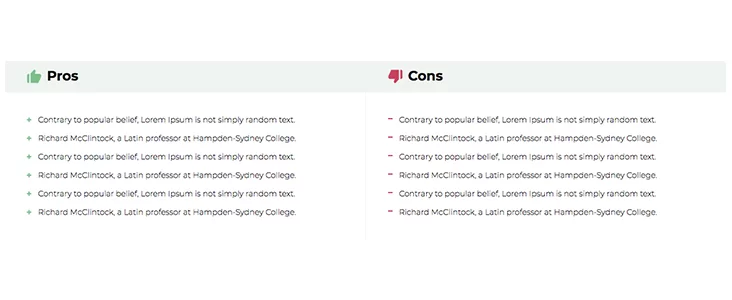 Pros
+ Contrary to popular belief, Lorem Ipsum is not simply random text.
+ Richard McClintock, a Latin professor at Hampden-Sydney College.
+ Contrary to popular belief, Lorem Ipsum is not simply random text.
+ Richard McClintock, a Latin professor at Hampden-Sydney College.
+ Contrary to popular belief, Lorem Ipsum is not simply random text.
+ Richard McClintock, a Latin professor at Hampden-Sydney College.
Cons
- Contrary to popular belief, Lorem Ipsum is not simply random text.
- Richard McClintock, a Latin professor at Hampden-Sydney College.
- Contrary to popular belief, Lorem Ipsum is not simply random text.
- Richard McClintock, a Latin professor at Hampden-Sydney College.
- Contrary to popular belief, Lorem Ipsum is not simply random text.
- Richard McClintock, a Latin professor at Hampden-Sydney College.